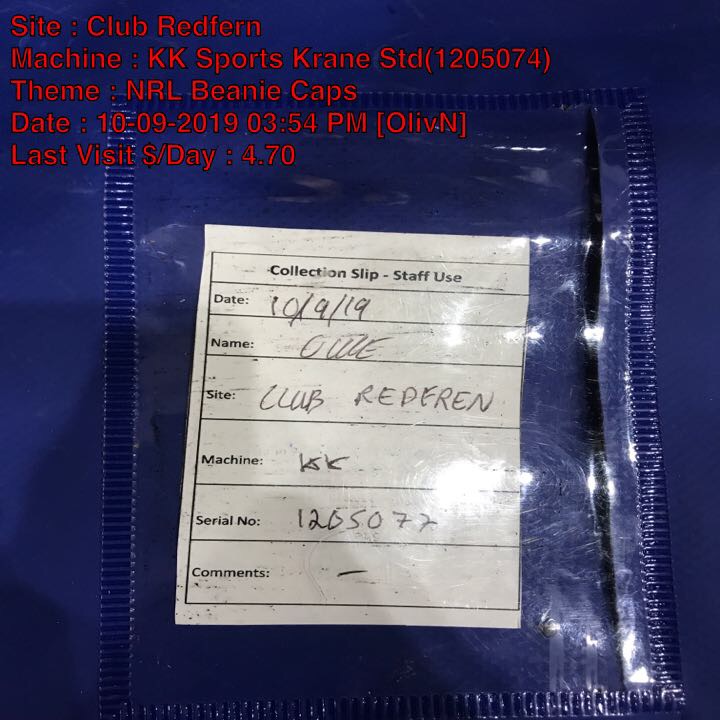 Site : Club Redfern
Machine : KK Sports Krane Std(1205074)
Theme : NRL Beanie Caps
Date : 10-09-2019 03:54 PM [OlivN]
Last Visit $/Day : 4.70
Collection Slip - Staff Use
Date: 10/9/19
Name: OLLIE
Site: CLUB REDFREN
Machine: KK
Serial No: 1205077
Comments: —